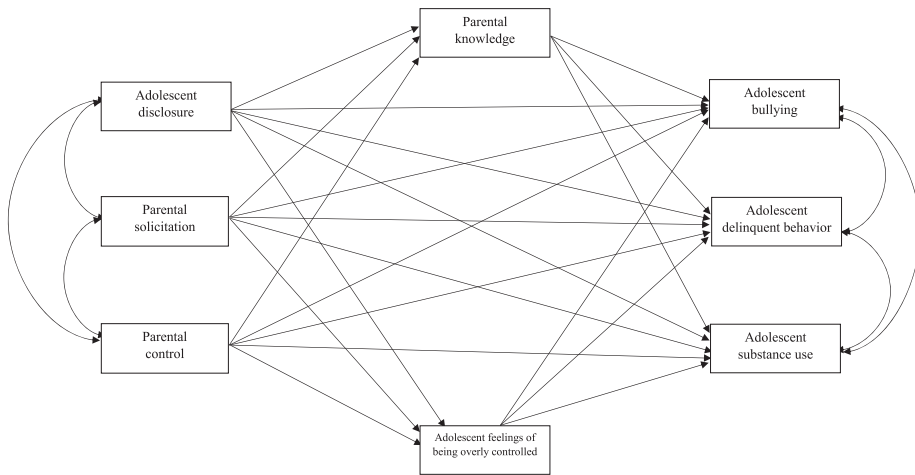 Parental
knowledge
Adolescent
disclosure
Adolescent
bullying
Parental
solicitation
Adolescent
delinquent behavior
Parental
control
Adolescent
substance use
Adolescent feelings of
being overly controlled